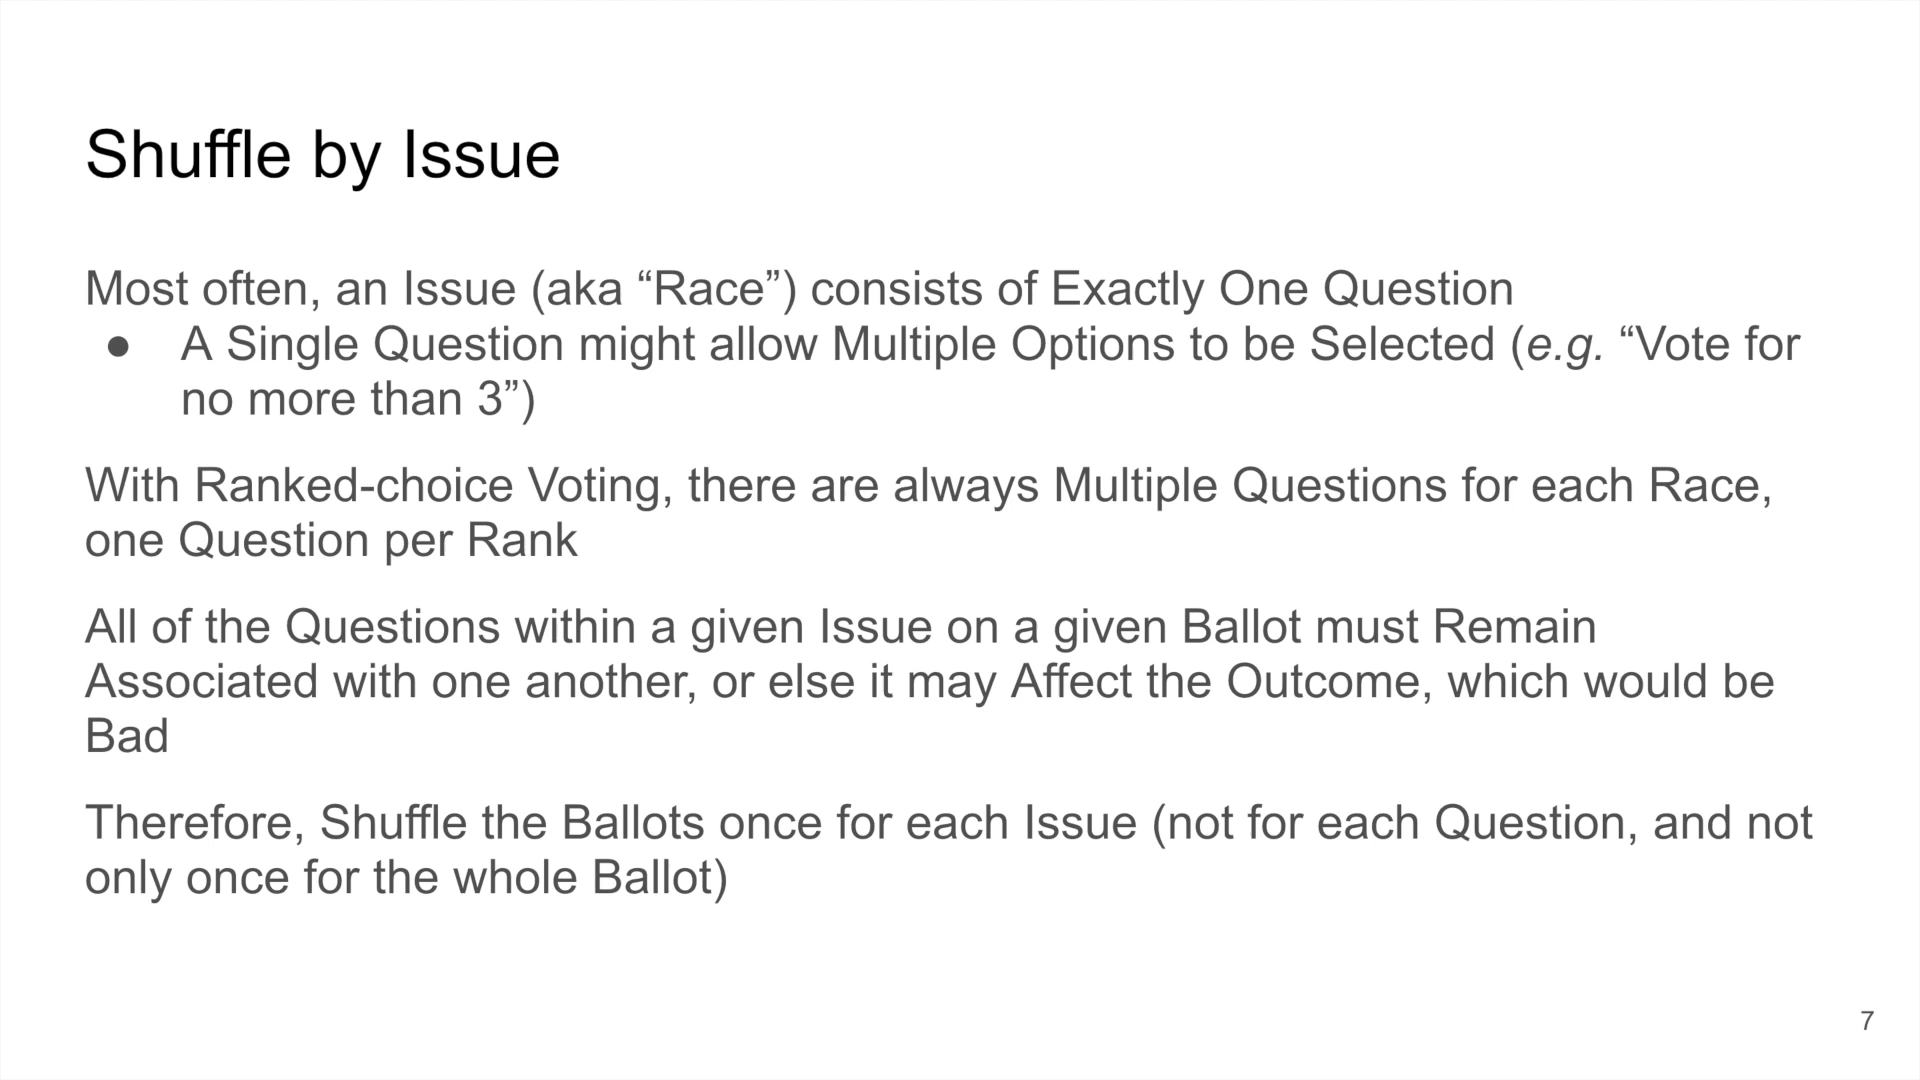 Shuffle by Issue
Most often, an Issue (aka “Race”) consists of Exactly One Question
● A Single Question might allow Multiple Options to be Selected (e.g. “Vote for
no more than 3”)
With Ranked-choice Voting, there are always Multiple Questions for each Race,
one Question per Rank
All of the Questions within a given Issue on a given Ballot must Remain
Associated with one another, or else it may Affect the Outcome, which would be
Bad
Therefore, Shuffle the Ballots once for each Issue (not for each Question, and not
only once for the whole Ballot)
7